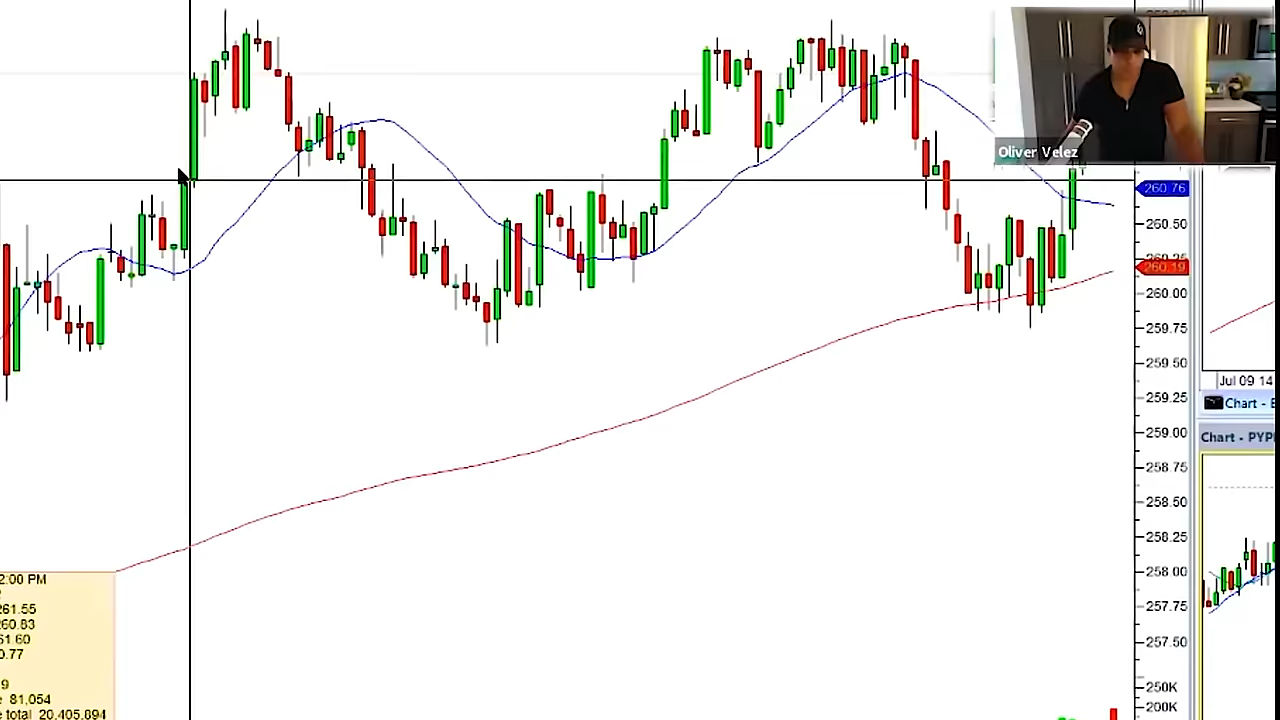 Oliver Velez
260.76
260.50
260.19
260.00
259.75
259.50
259.25
259.00
258.75
258.50
258.25
258.00
257.75
257.50
250K
200K
Jul 09 14
Chart - E
Chart - PYP
2:00 PM
261.55
260.83
61.60
0.77
9
81,054
total 20,405,894